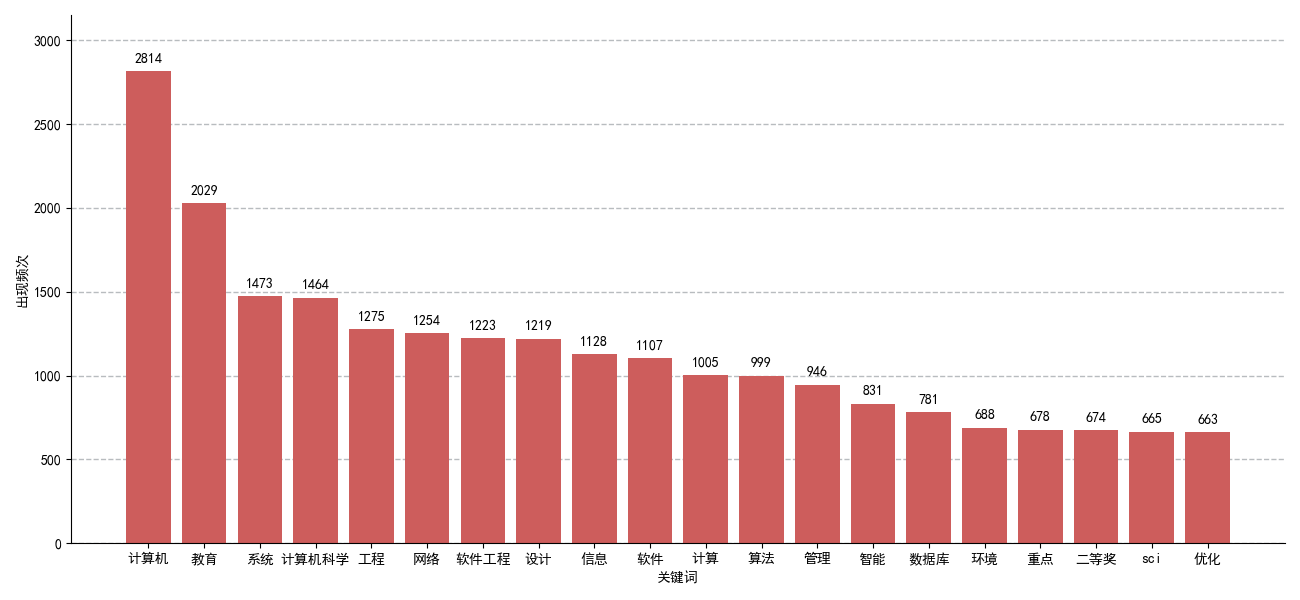 3000
2500
2000
1500
1000
500
0
出现频次
2814
2029
1473
1464
1275
1254
1223
1219
1128
1107
1005
999
946
831
781
688
678
674
665
663
计算机
教育
系统
计算机科学
工程
网络
软件工程
设计
信息
软件
计算
算法
管理
智能
数据库
环境
重点
二等奖
sci
优化
关键词